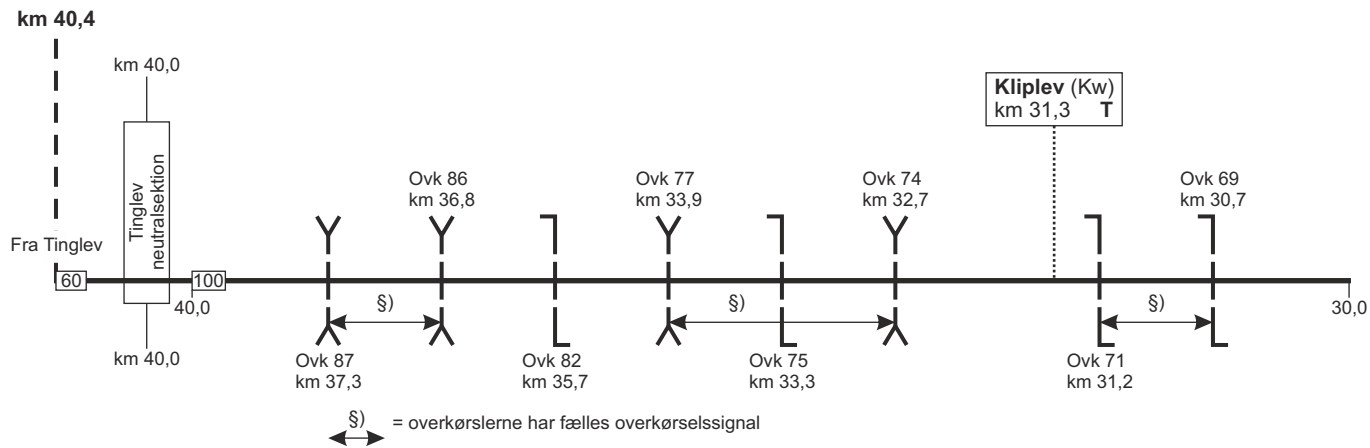 km 40,4
km 40,0
Kliplev (Kw)
km 31,3 T
Ovk 86
km 36,8
Ovk 77
km 33,9
Ovk 74
km 32,7
Ovk 69
km 30,7
Tinglev
neutralsektion
Fra Tinglev
60
100
40,0
30,0
§)
§)
§)
km 40,0
Ovk 87
km 37,3
Ovk 82
km 35,7
Ovk 75
km 33,3
Ovk 71
km 31,2
§) = overkørslerne har fælles overkørselssignal